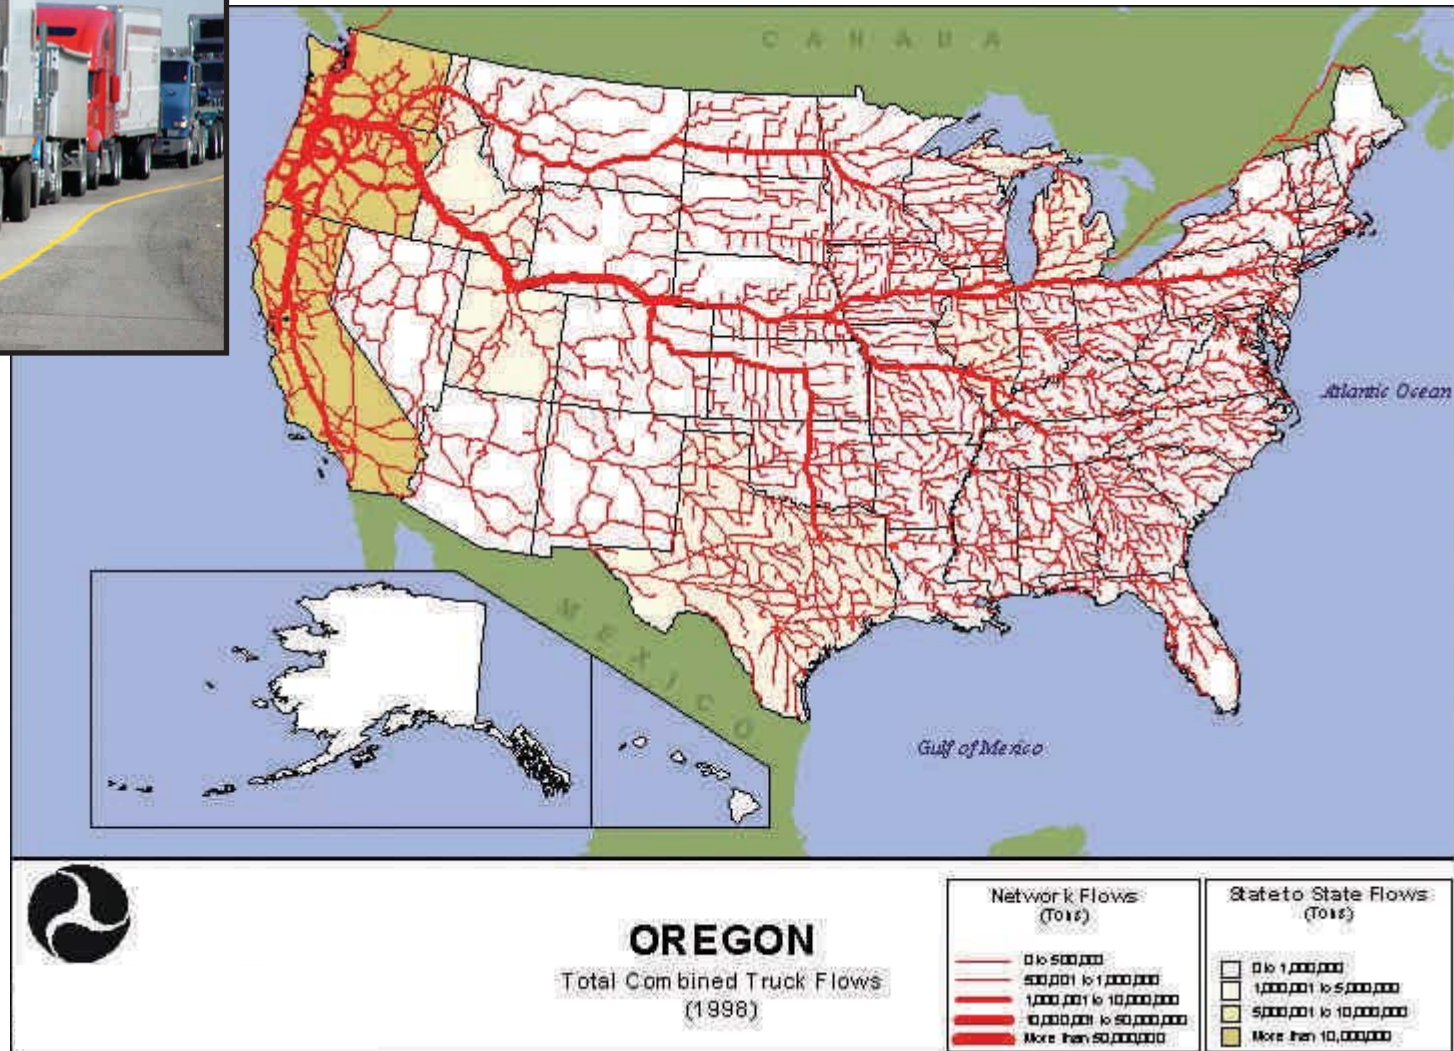 CANADA
Atlantic Ocean
MEXICO
Gulf of Mexico
OREGON
Total Combined Truck Flows
(1998)
Network Flows
(Tons)
0 to 500,000
500,001 to 1,000,000
1,000,001 to 10,000,000
10,000,001 to 50,000,000
More than 50,000,000
State to State Flows
(Tons)
0 to 1,000,000
1,000,001 to 5,000,000
5,000,001 to 10,000,000
More than 10,000,000